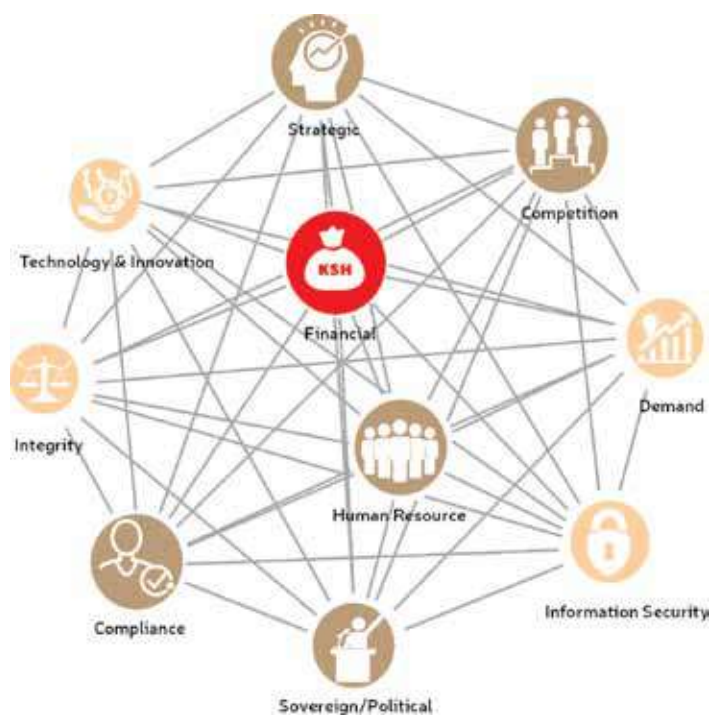 Strategic
Competition
Technology & Innovation
KSH
Financial
Demand
Integrity
Human Resource
Information Security
Compliance
Sovereign/Political